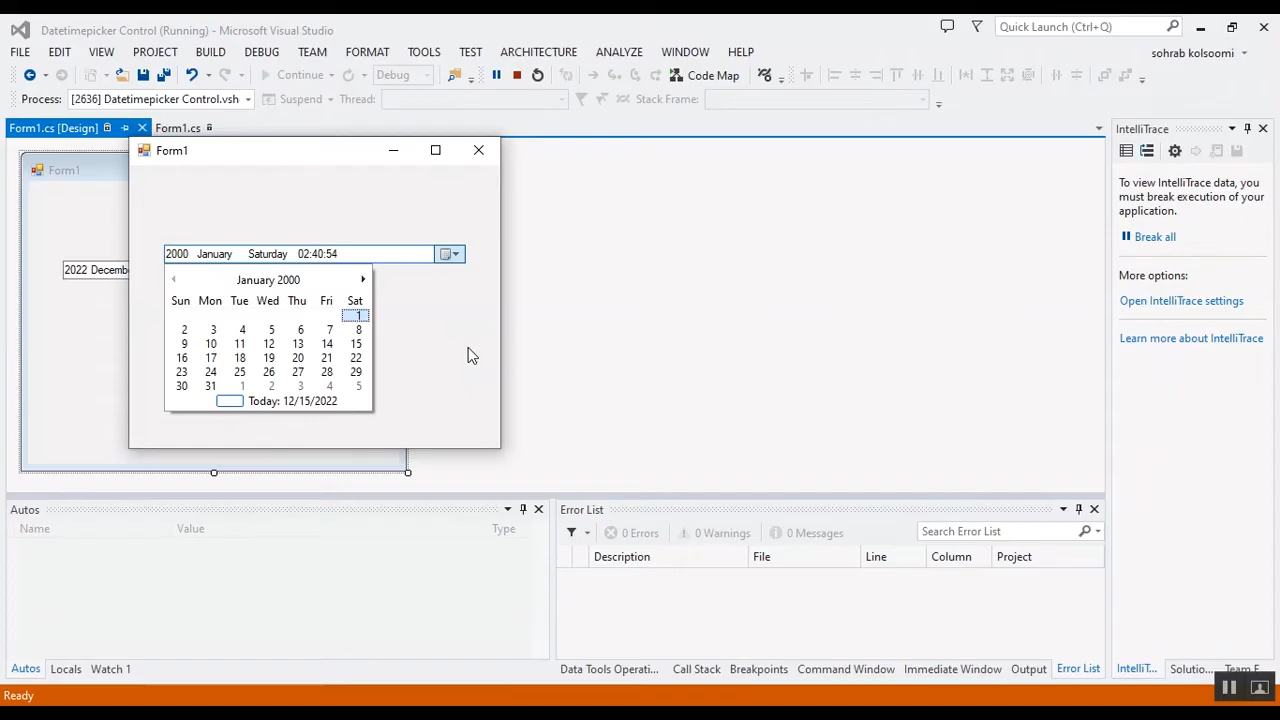 Datetimepicker Control (Running) - Microsoft Visual Studio
Quick Launch (Ctrl+Q)
FILE EDIT VIEW PROJECT BUILD DEBUG TEAM FORMAT TOOLS TEST ARCHITECTURE ANALYZE WINDOW HELP
sohrab kolsoomi
Continue Debug Code Map
Process: [2636] Datetimepicker Control.vsh Suspend Thread: Stack Frame:
Form1.cs [Design] Form1.cs
IntelliTrace
Form1
Form1
To view IntelliTrace data, you
must break execution of your
application.
Break all
More options:
Open IntelliTrace settings
Learn more about IntelliTrace
2022 Decembe
2000 January Saturday 02:40:54
January 2000
Sun Mon Tue Wed Thu Fri Sat
1
2 3 4 5 6 7 8
9 10 11 12 13 14 15
16 17 18 19 20 21 22
23 24 25 26 27 28 29
30 31 1 2 3 4 5
Today: 12/15/2022
Autos
Name Value Type
Error List
0 Errors 0 Warnings 0 Messages
Search Error List
Description File Line Column Project
Autos Locals Watch 1
Data Tools Operati... Call Stack Breakpoints Command Window Immediate Window Output Error List
IntelliT... Solutio... Team E
Ready